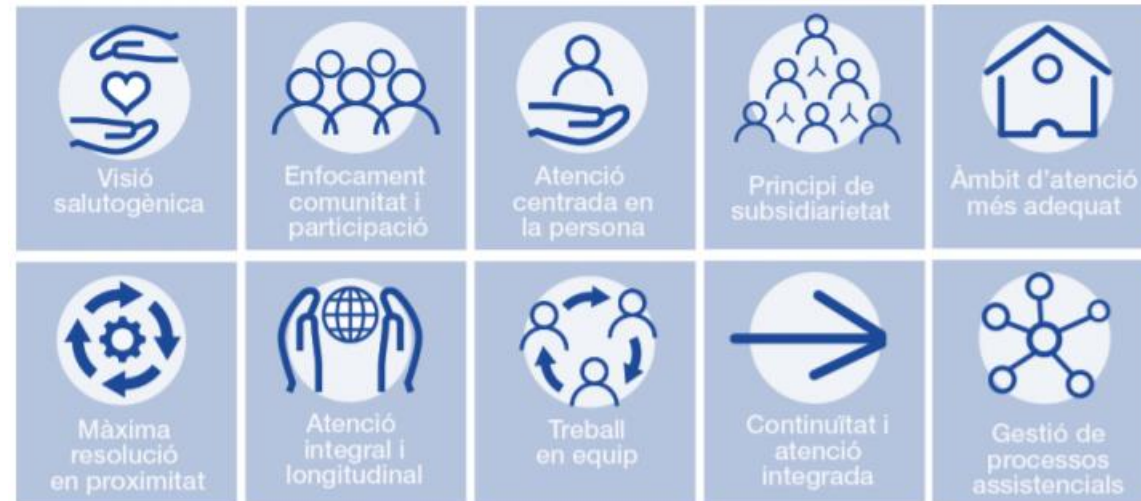 Visió
salutogènica
Enfocament
comunitat i
participació
Atenció
centrada en
la persona
Principi de
subsidiarietat
Àmbit d'atenció
més adequat
Màxima
resolució
en proximitat
Atenció
integral i
longitudinal
Treball
en equip
Continuïtat i
atenció
integrada
Gestió de
processos
assistencials